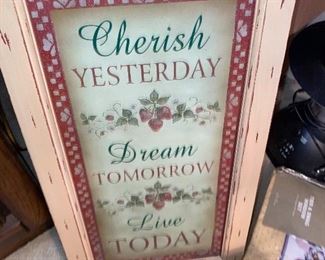 Cherish
YESTERDAY
Dream
TOMORROW
Live
TODAY